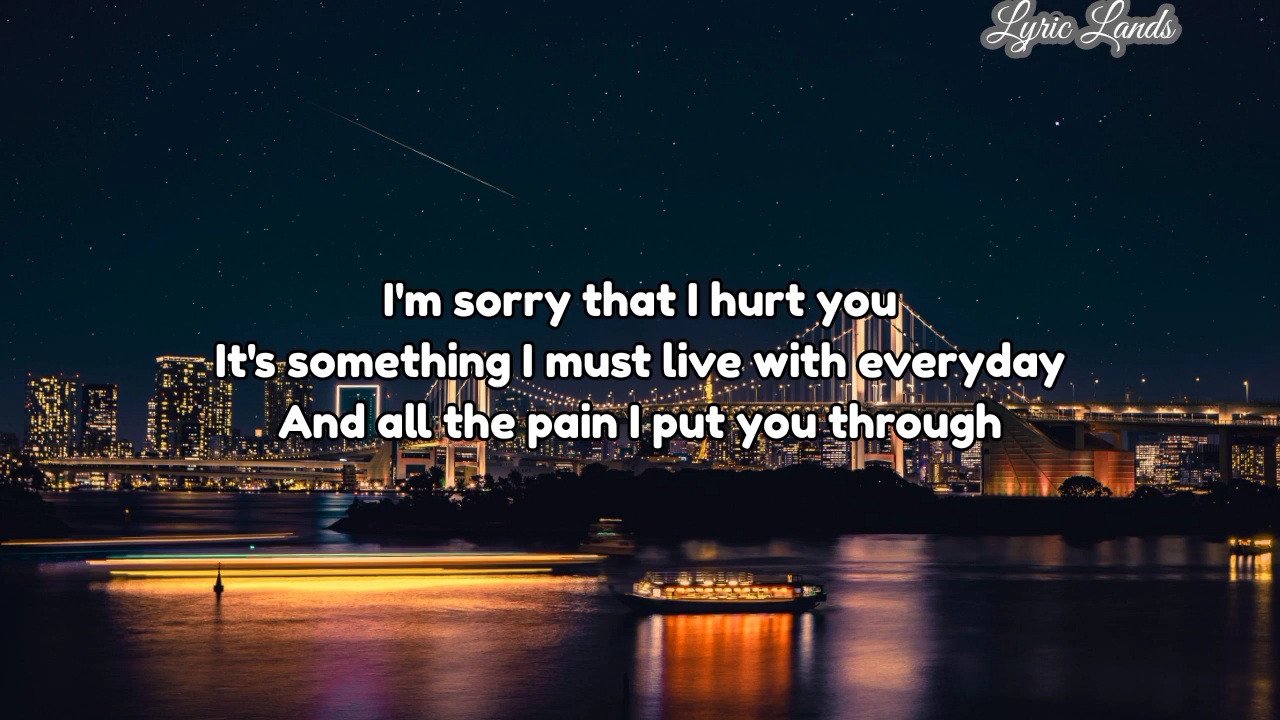 Lyric Lands
I'm sorry that I hurt you
It's something I must live with everyday
And all the pain I put you through